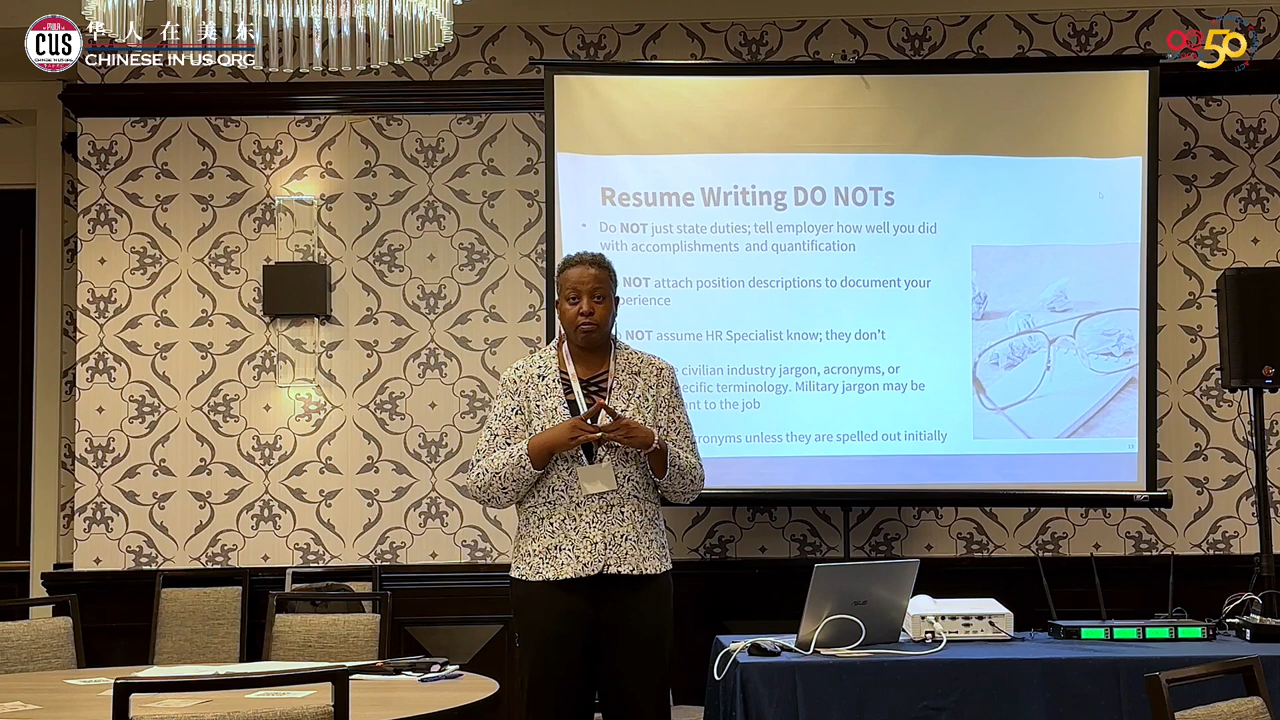 CUS
华人在美东
CHINESE IN US.ORG
50
Resume Writing DO NOTs
• Do NOT just state duties; tell employer how well you did
with accomplishments and quantification
NOT attach position descriptions to document your
perience
NOT assume HR Specialist know; they don't
civilian industry jargon, acronyms, or
ecific terminology. Military jargon may be
ant to the job
cronyms unless they are spelled out initially
ASUS